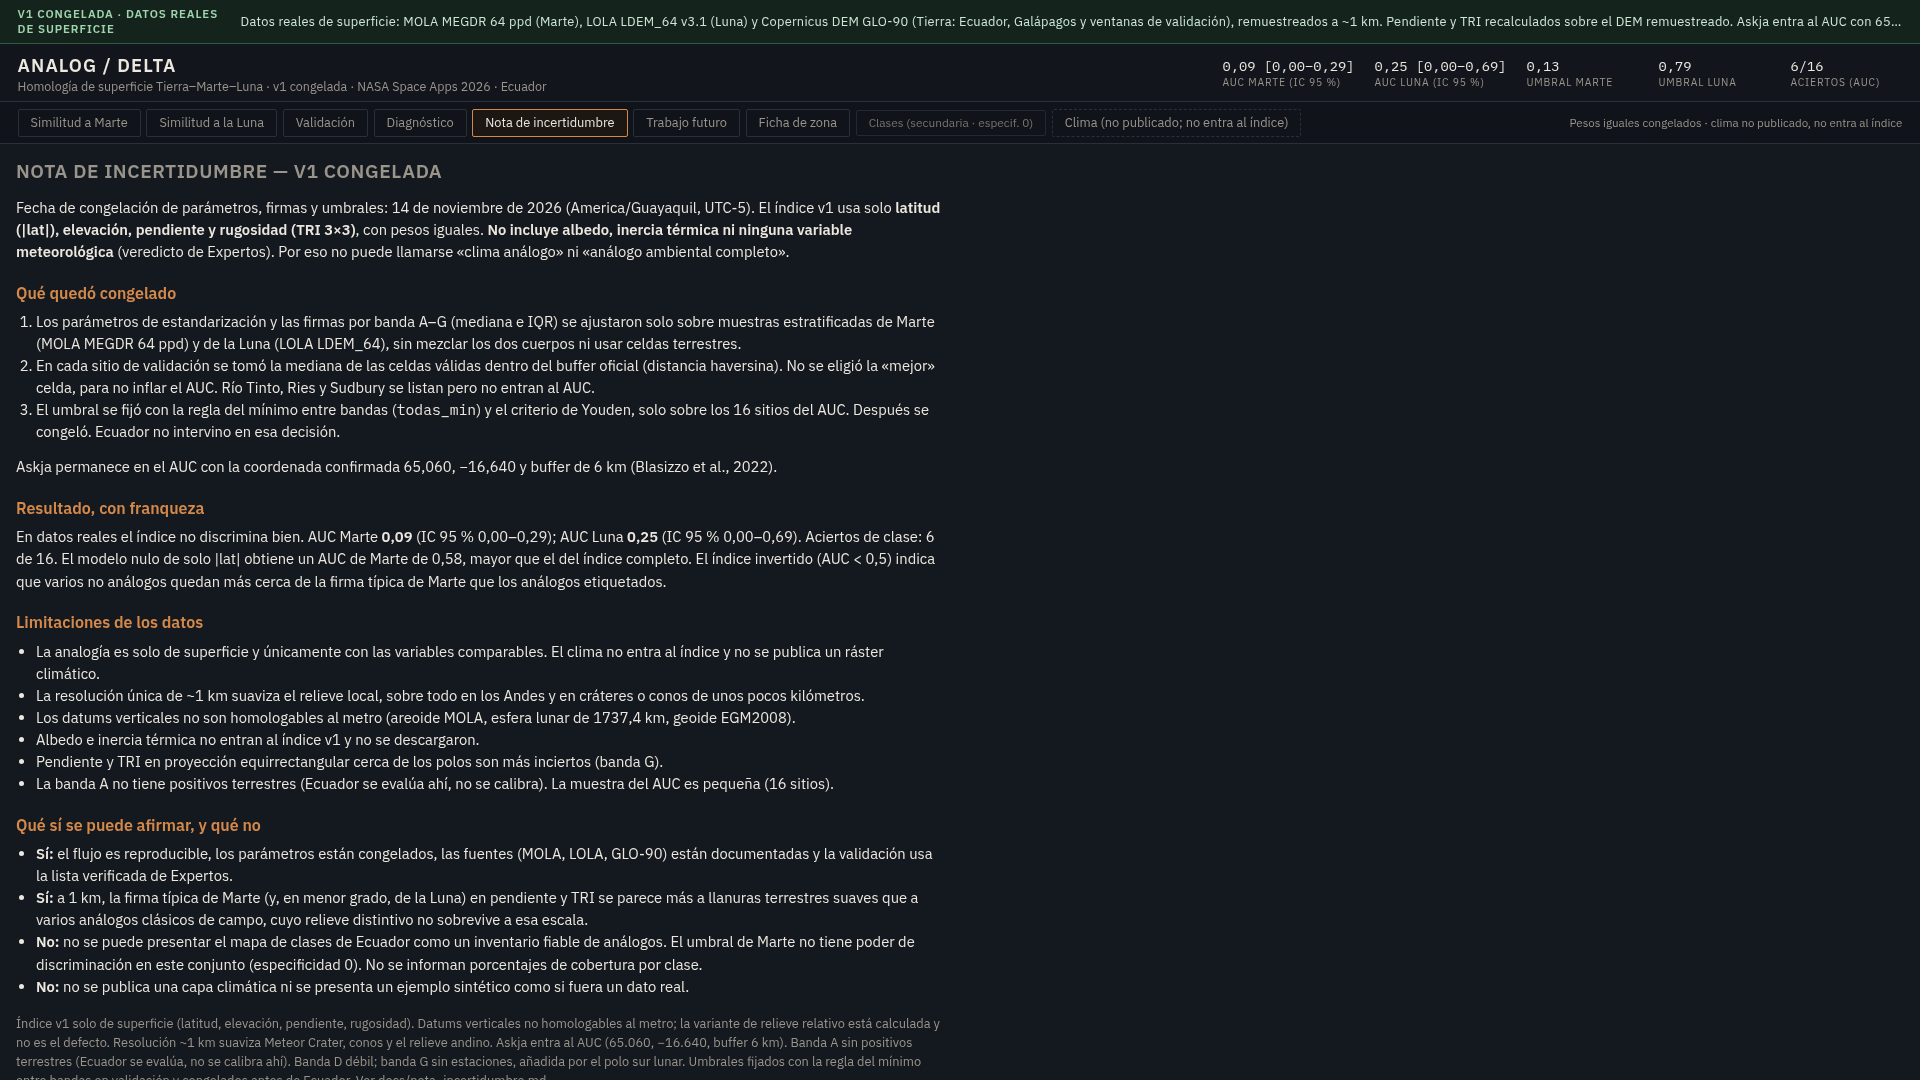 V1 CONGELADA · DATOS REALES
DE SUPERFICIE
Datos reales de superficie: MOLA MEGDR 64 ppd (Marte), LOLA LDEM_64 v3.1 (Luna) y Copernicus DEM GLO-90 (Tierra: Ecuador, Galápagos y ventanas de validación), remuestreados a ~1 km. Pendiente y TRI recalculados sobre el DEM remuestreado. Askja entra al AUC con 65…
ANALOG / DELTA
Homología de superficie Tierra–Marte–Luna · v1 congelada · NASA Space Apps 2026 · Ecuador
0,09 [0,00–0,29]
AUC MARTE (IC 95 %)
0,25 [0,00–0,69]
AUC LUNA (IC 95 %)
0,13
UMBRAL MARTE
0,79
UMBRAL LUNA
6/16
ACIERTOS (AUC)
Similitud a Marte
Similitud a la Luna
Validación
Diagnóstico
Nota de incertidumbre
Trabajo futuro
Ficha de zona
Clases (secundaria · especif. 0)
Clima (no publicado; no entra al índice)
Pesos iguales congelados · clima no publicado, no entra al índice
NOTA DE INCERTIDUMBRE — V1 CONGELADA
Fecha de congelación de parámetros, firmas y umbrales: 14 de noviembre de 2026 (America/Guayaquil, UTC-5). El índice v1 usa solo latitud
(|lat|), elevación, pendiente y rugosidad (TRI 3×3), con pesos iguales. No incluye albedo, inercia térmica ni ninguna variable
meteorológica (veredicto de Expertos). Por eso no puede llamarse «clima análogo» ni «análogo ambiental completo».
Qué quedó congelado
1. Los parámetros de estandarización y las firmas por banda A–G (mediana e IQR) se ajustaron solo sobre muestras estratificadas de Marte
(MOLA MEGDR 64 ppd) y de la Luna (LOLA LDEM_64), sin mezclar los dos cuerpos ni usar celdas terrestres.
2. En cada sitio de validación se tomó la mediana de las celdas válidas dentro del buffer oficial (distancia haversina). No se eligió la «mejor»
celda, para no inflar el AUC. Río Tinto, Ries y Sudbury se listan pero no entran al AUC.
3. El umbral se fijó con la regla del mínimo entre bandas (todas_min) y el criterio de Youden, solo sobre los 16 sitios del AUC. Después se
congeló. Ecuador no intervino en esa decisión.
Askja permanece en el AUC con la coordenada confirmada 65,060, −16,640 y buffer de 6 km (Blasizzo et al., 2022).
Resultado, con franqueza
En datos reales el índice no discrimina bien. AUC Marte 0,09 (IC 95 % 0,00–0,29); AUC Luna 0,25 (IC 95 % 0,00–0,69). Aciertos de clase: 6
de 16. El modelo nulo de solo |lat| obtiene un AUC de Marte de 0,58, mayor que el del índice completo. El índice invertido (AUC < 0,5) indica
que varios no análogos quedan más cerca de la firma típica de Marte que los análogos etiquetados.
Limitaciones de los datos
• La analogía es solo de superficie y únicamente con las variables comparables. El clima no entra al índice y no se publica un ráster
climático.
• La resolución única de ~1 km suaviza el relieve local, sobre todo en los Andes y en cráteres o conos de unos pocos kilómetros.
• Los datums verticales no son homologables al metro (areoide MOLA, esfera lunar de 1737,4 km, geoide EGM2008).
• Albedo e inercia térmica no entran al índice v1 y no se descargaron.
• Pendiente y TRI en proyección equirrectangular cerca de los polos son más inciertos (banda G).
• La banda A no tiene positivos terrestres (Ecuador se evalúa ahí, no se calibra). La muestra del AUC es pequeña (16 sitios).
Qué sí se puede afirmar, y qué no
• Sí: el flujo es reproducible, los parámetros están congelados, las fuentes (MOLA, LOLA, GLO-90) están documentadas y la validación usa
la lista verificada de Expertos.
• Sí: a 1 km, la firma típica de Marte (y, en menor grado, de la Luna) en pendiente y TRI se parece más a llanuras terrestres suaves que a
varios análogos clásicos de campo, cuyo relieve distintivo no sobrevive a esa escala.
• No: no se puede presentar el mapa de clases de Ecuador como un inventario fiable de análogos. El umbral de Marte no tiene poder de
discriminación en este conjunto (especificidad 0). No se informan porcentajes de cobertura por clase.
• No: no se publica una capa climática ni se presenta un ejemplo sintético como si fuera un dato real.
Índice v1 solo de superficie (latitud, elevación, pendiente, rugosidad). Datums verticales no homologables al metro; la variante de relieve relativo está calculada y
no es el defecto. Resolución ~1 km suaviza Meteor Crater, conos y el relieve andino. Askja entra al AUC (65.060, −16.640, buffer 6 km). Banda A sin positivos
terrestres (Ecuador se evalúa, no se calibra ahí). Banda D débil; banda G sin estaciones, añadida por el polo sur lunar. Umbrales fijados con la regla del mínimo
entre bandas en validación y congelados antes de Ecuador. Ver docs/nota_incertidumbre.md